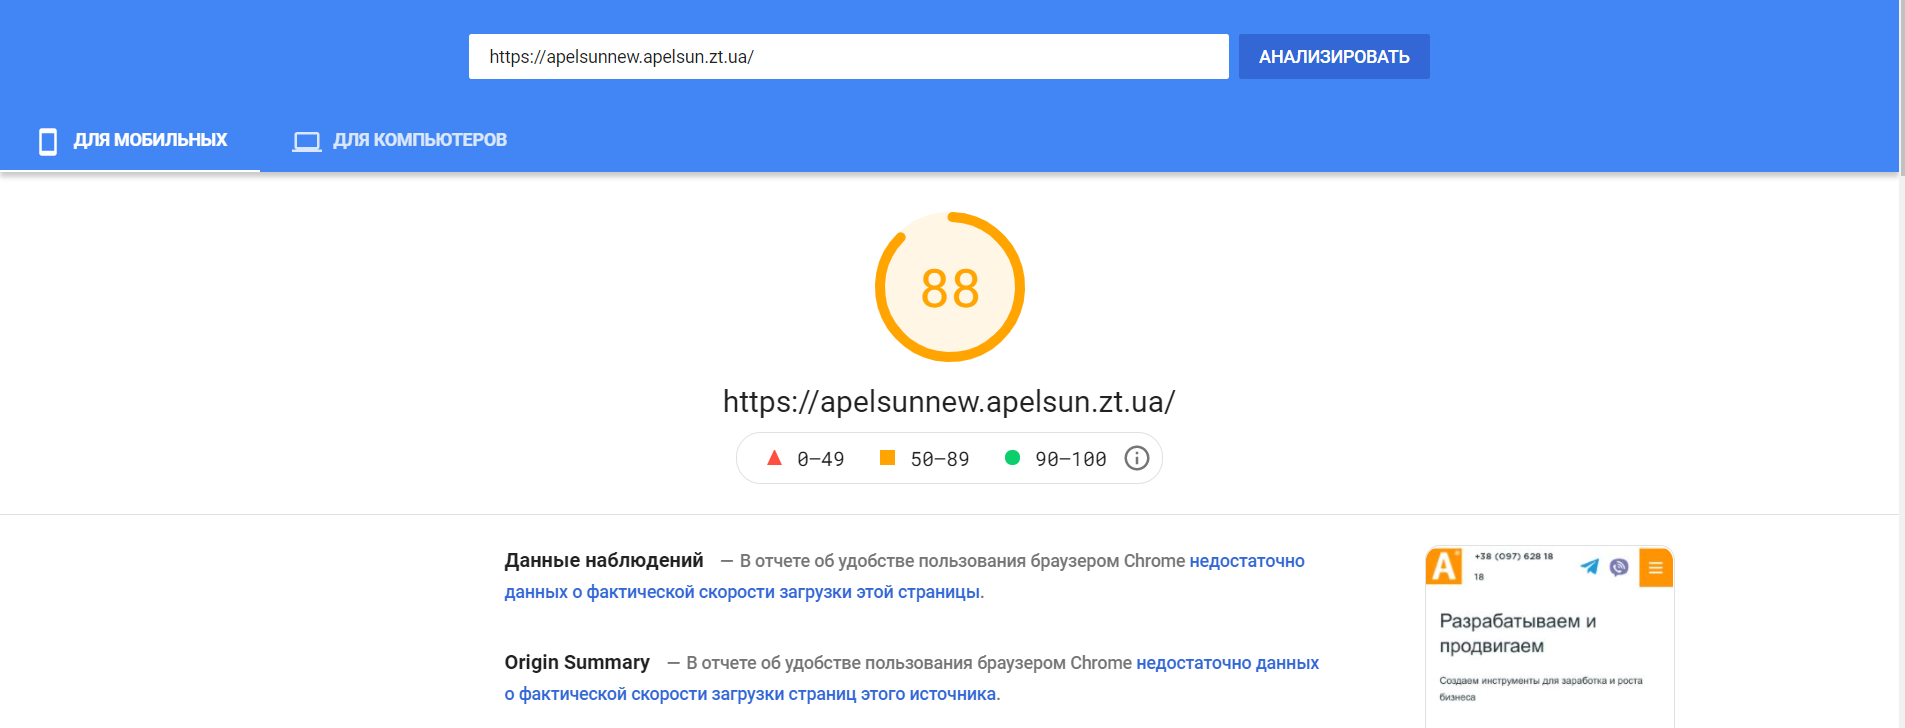 https://apelsunnew.apelsun.zt.ua/
АНАЛИЗИРОВАТЬ
ДЛЯ МОБИЛЬНЫХ
ДЛЯ КОМПЬЮТЕРОВ
88
https://apelsunnew.apelsun.zt.ua/
0–49 50–89 90–100
Данные наблюдений — В отчете об удобстве пользования браузером Chrome недостаточно
данных о фактической скорости загрузки этой страницы.
Origin Summary — В отчете об удобстве пользования браузером Chrome недостаточно данных
о фактической скорости загрузки страниц этого источника.
A
+38 (097) 628 18
18
Разрабатываем и
продвигаем
Создаем инструменты для заработка и роста
бизнеса